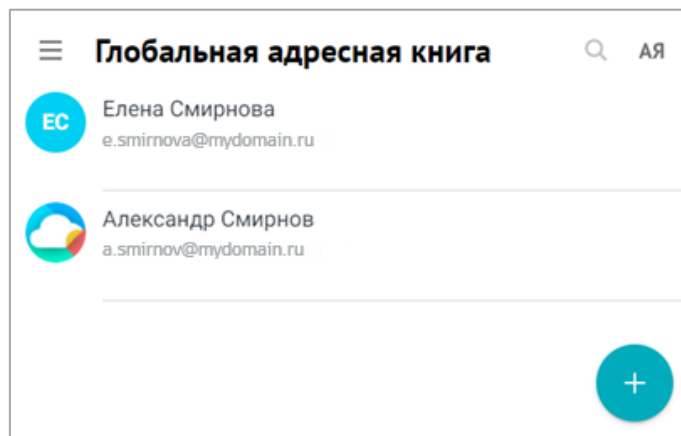 Глобальная адресная книга АЯ
ЕС
Елена Смирнова
e.smirnova@mydomain.ru
Александр Смирнов
a.smirnov@mydomain.ru